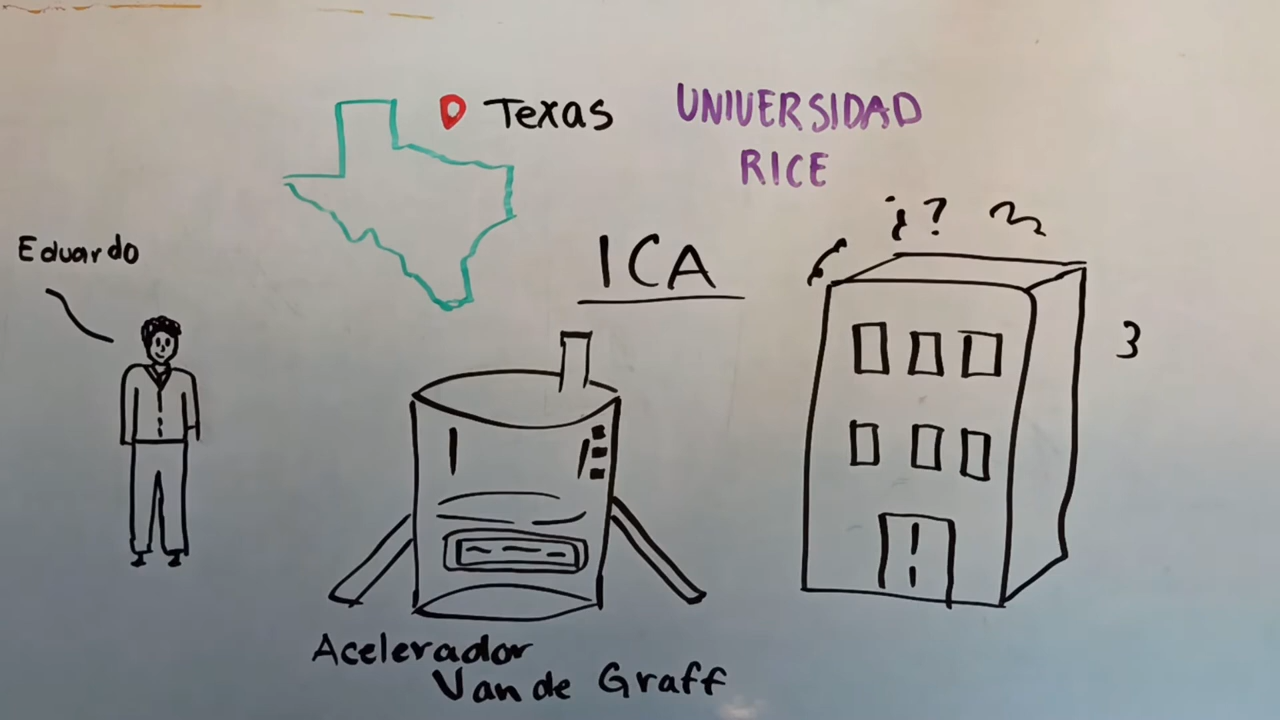 Texas
UNIVERSIDAD
RICE
Eduardo
ICA
¿?
3
Acelerador
Van de Graff